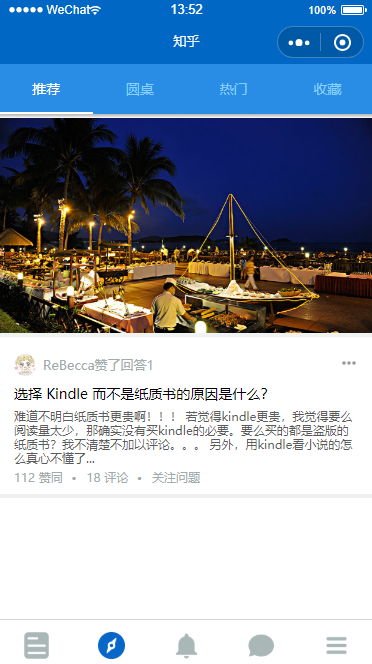 WeChat 13:52 100%
知乎
推荐 圆桌 热门 收藏
ReBecca赞了回答1
选择 Kindle 而不是纸质书的原因是什么？
难道不明白纸质书更贵啊！！！ 若觉得kindle更贵，我觉得要么
阅读量太少，那确实没有买kindle的必要。要么买的都是盗版的
纸质书？我不清楚不加以评论。。。 另外，用kindle看小说的怎
么真心不懂了...
112 赞同 • 18 评论 • 关注问题